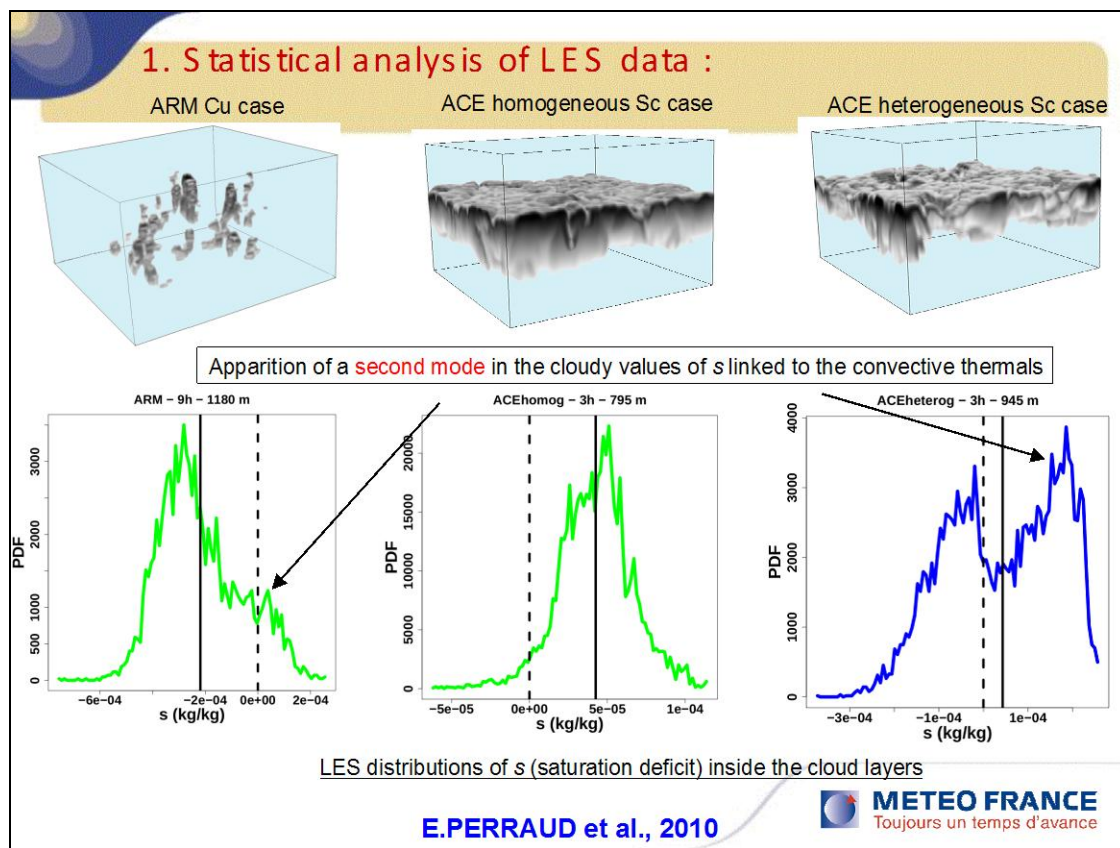 1. Statistical analysis of LES data :
ARM Cu case
ACE homogeneous Sc case
ACE heterogeneous Sc case
Apparition of a second mode in the cloudy values of s linked to the convective thermals
ARM − 9h − 1180 m
PDF
0 500 1000 2000 3000
−6e−04 −2e−04 0e+00 2e−04
s (kg/kg)
ACEhomog − 3h − 795 m
PDF
0 5000 10000 15000 20000
−5e−05 0e+00 5e−05 1e−04
s (kg/kg)
ACEheterog − 3h − 945 m
PDF
0 1000 2000 3000 4000
−3e−04 −1e−04 1e−04
s (kg/kg)
LES distributions of s (saturation deficit) inside the cloud layers
E.PERRAUD et al., 2010
METEO FRANCE
Toujours un temps d'avance